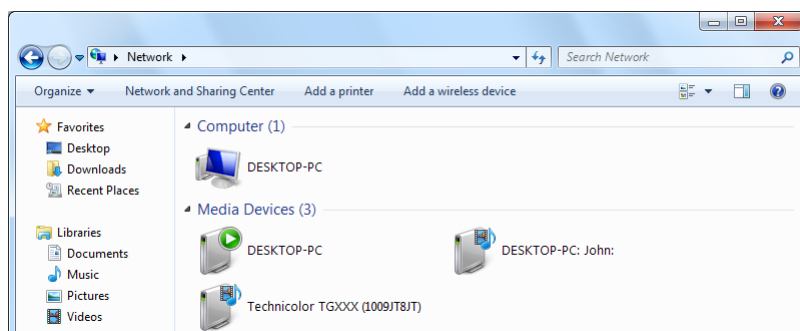 Network
Search Network
Organize
Network and Sharing Center
Add a printer
Add a wireless device
Favorites
Desktop
Downloads
Recent Places
Libraries
Documents
Music
Pictures
Videos
Computer (1)
DESKTOP-PC
Media Devices (3)
DESKTOP-PC
DESKTOP-PC: John:
Technicolor TGXXX (1009JT8JT)